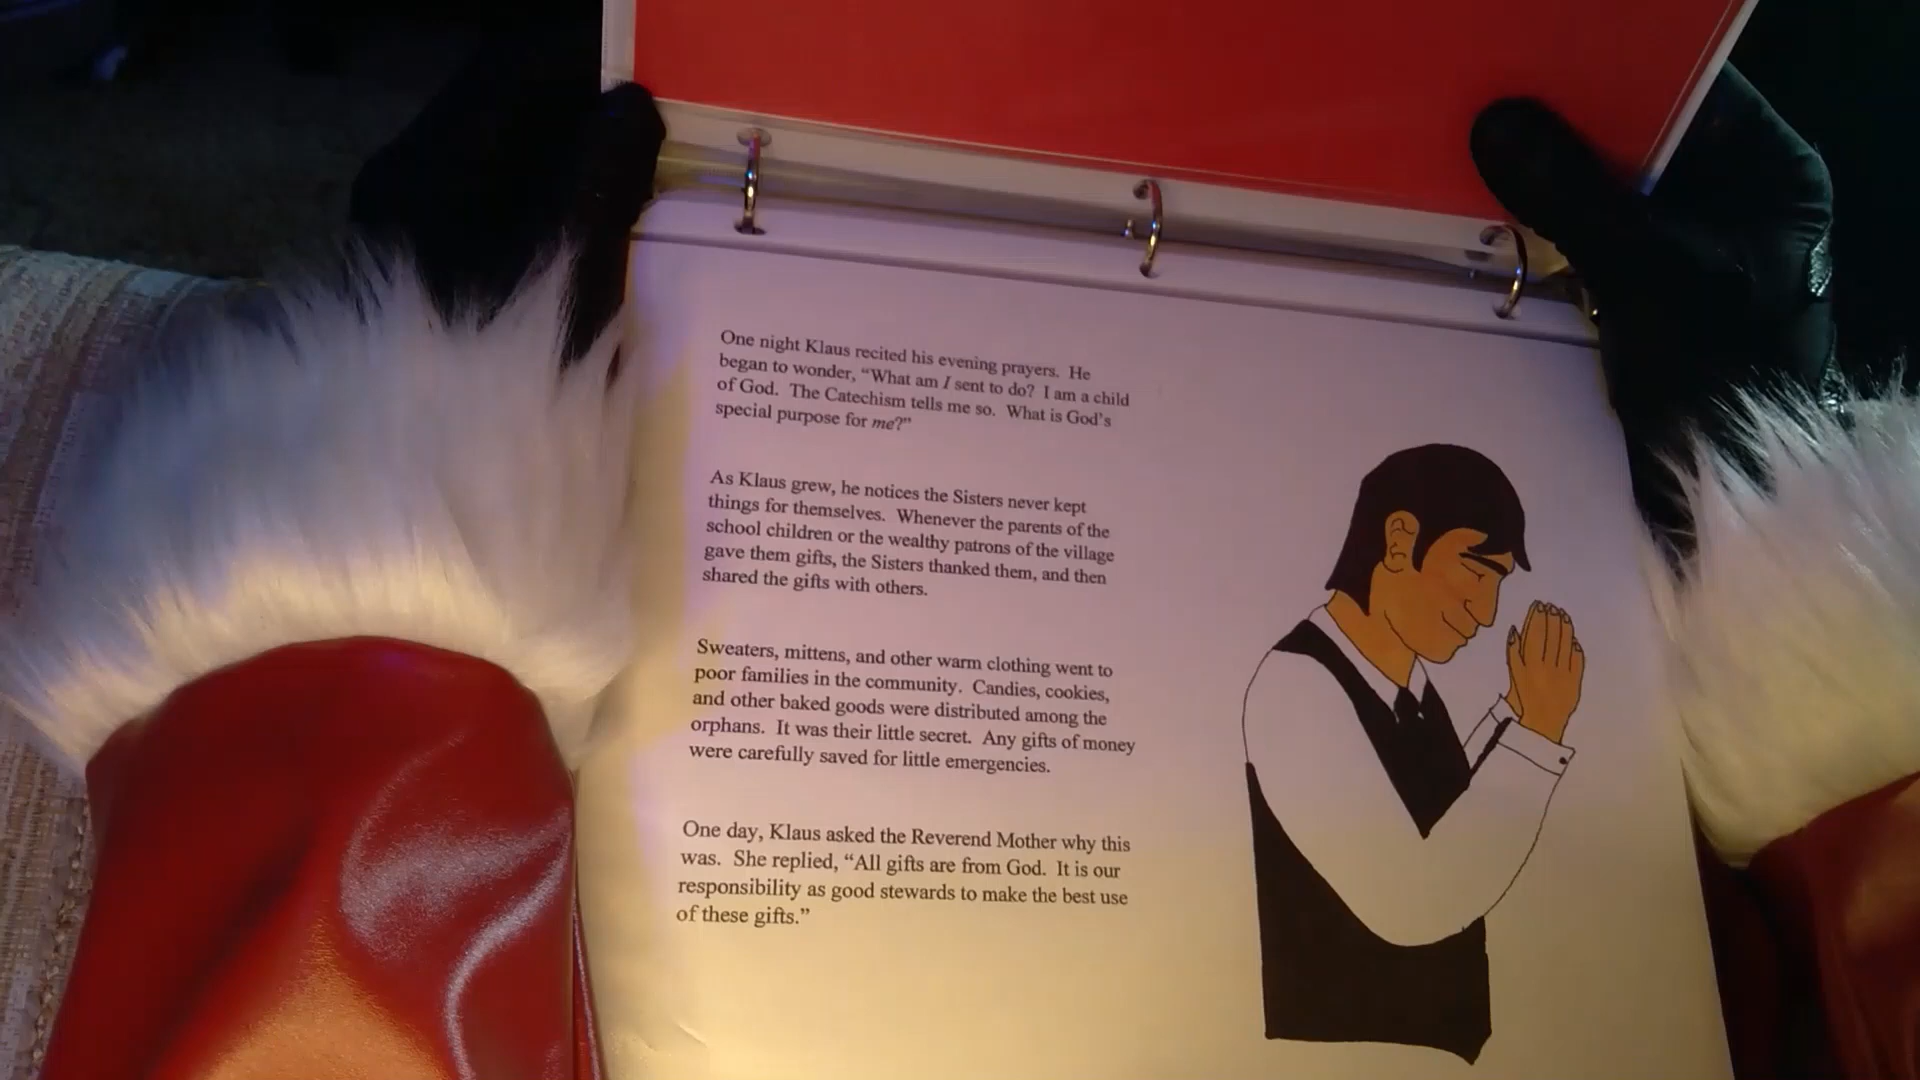 One night Klaus recited his evening prayers.  He
began to wonder, “What am I sent to do?  I am a child
of God.  The Catechism tells me so.  What is God’s
special purpose for me?”
As Klaus grew, he notices the Sisters never kept
things for themselves.  Whenever the parents of the
school children or the wealthy patrons of the village
gave them gifts, the Sisters thanked them, and then
shared the gifts with others.
Sweaters, mittens, and other warm clothing went to
poor families in the community.  Candies, cookies,
and other baked goods were distributed among the
orphans.  It was their little secret.  Any gifts of money
were carefully saved for little emergencies.
One day, Klaus asked the Reverend Mother why this
was.  She replied, “All gifts are from God.  It is our
responsibility as good stewards to make the best use
of these gifts.”